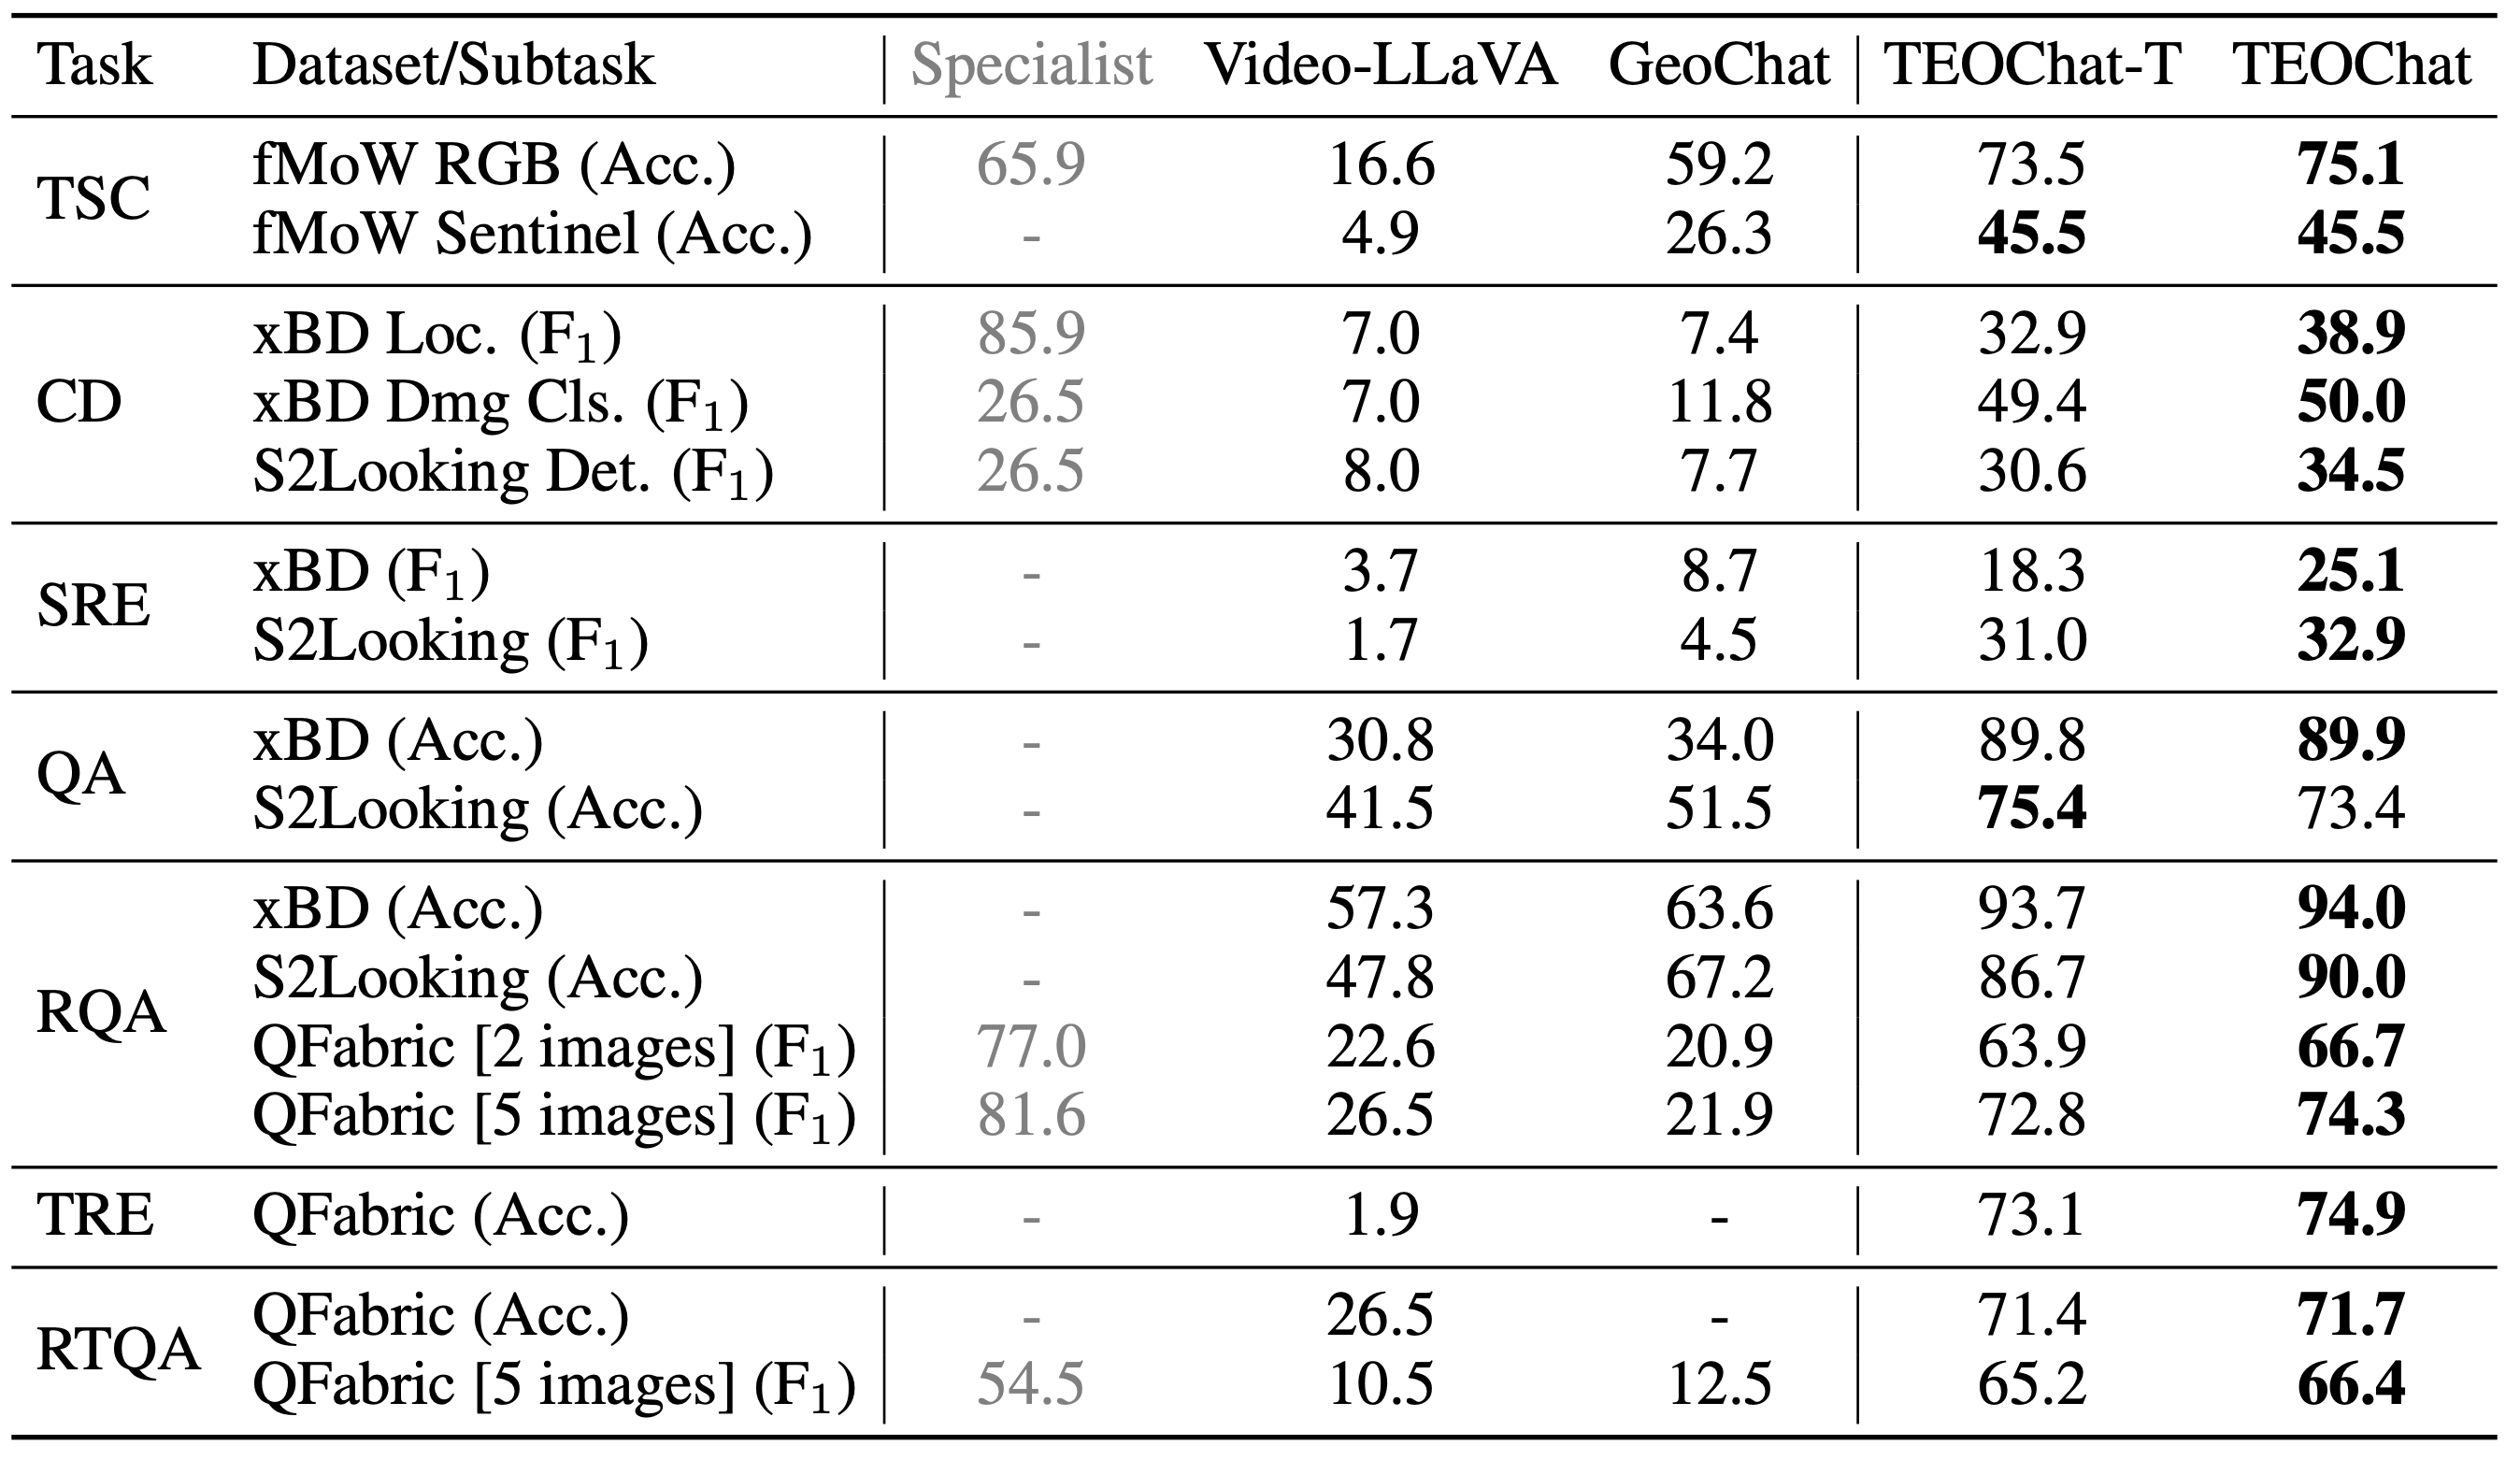 Task Dataset/Subtask Specialist Video-LLaVA GeoChat TEOChat-T TEOChat
TSC
fMoW RGB (Acc.) 65.9 16.6 59.2 73.5 75.1
fMoW Sentinel (Acc.) - 4.9 26.3 45.5 45.5
CD
xBD Loc. (F₁) 85.9 7.0 7.4 32.9 38.9
xBD Dmg Cls. (F₁) 26.5 7.0 11.8 49.4 50.0
S2Looking Det. (F₁) 26.5 8.0 7.7 30.6 34.5
SRE
xBD (F₁) - 3.7 8.7 18.3 25.1
S2Looking (F₁) - 1.7 4.5 31.0 32.9
QA
xBD (Acc.) - 30.8 34.0 89.8 89.9
S2Looking (Acc.) - 41.5 51.5 75.4 73.4
RQA
xBD (Acc.) - 57.3 63.6 93.7 94.0
S2Looking (Acc.) - 47.8 67.2 86.7 90.0
QFabric [2 images] (F₁) 77.0 22.6 20.9 63.9 66.7
QFabric [5 images] (F₁) 81.6 26.5 21.9 72.8 74.3
TRE QFabric (Acc.) - 1.9 - 73.1 74.9
RTQA
QFabric (Acc.) - 26.5 - 71.4 71.7
QFabric [5 images] (F₁) 54.5 10.5 12.5 65.2 66.4